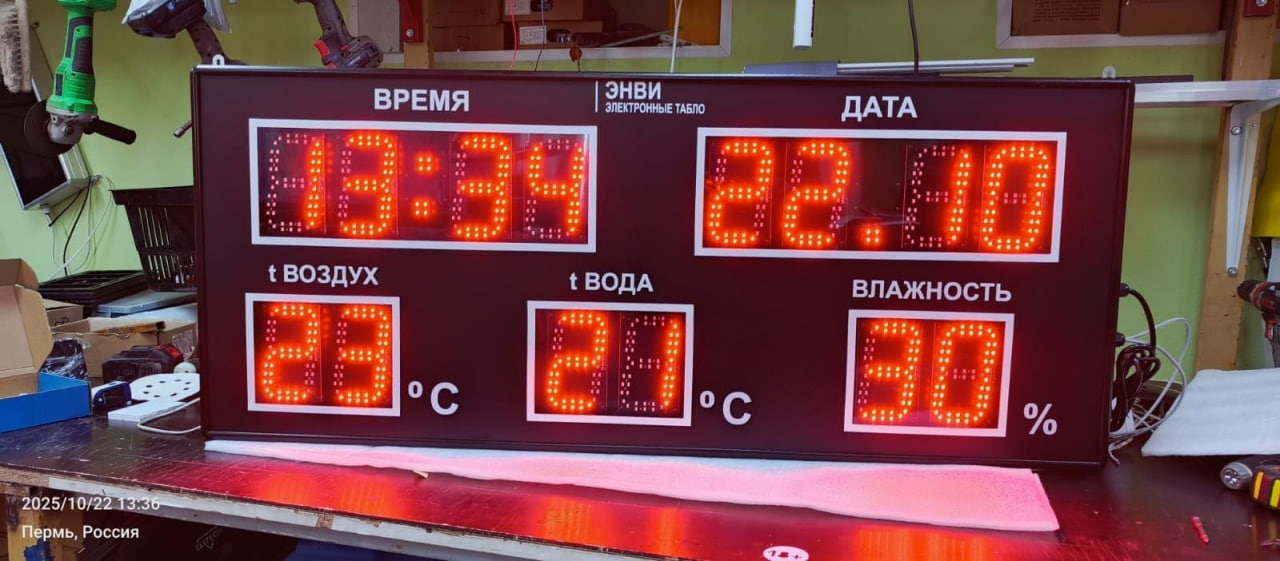 ВРЕМЯ
ЭНВИ
ЭЛЕКТРОННЫЕ ТАБЛО
ДАТА
13:34
22.10
t ВОЗДУХ
t ВОДА
ВЛАЖНОСТЬ
23 ºC
21 ºC
30 %
2025/10/22 13:36
Пермь, Россия
18+